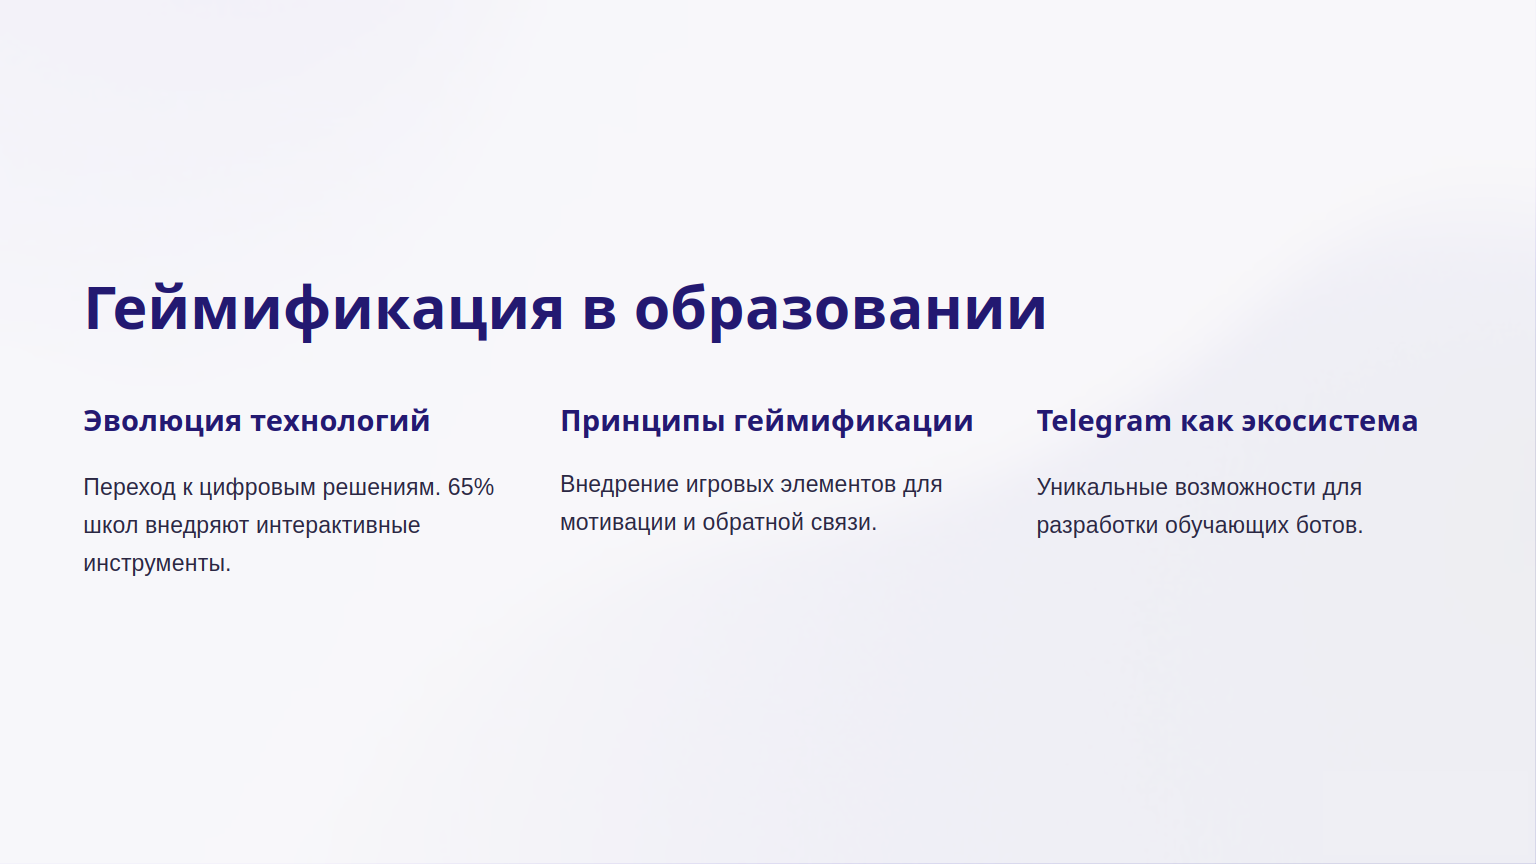 Геймификация в образовании
Эволюция технологий
Переход к цифровым решениям. 65%
школ внедряют интерактивные
инструменты.
Принципы геймификации
Внедрение игровых элементов для
мотивации и обратной связи.
Telegram как экосистема
Уникальные возможности для
разработки обучающих ботов.